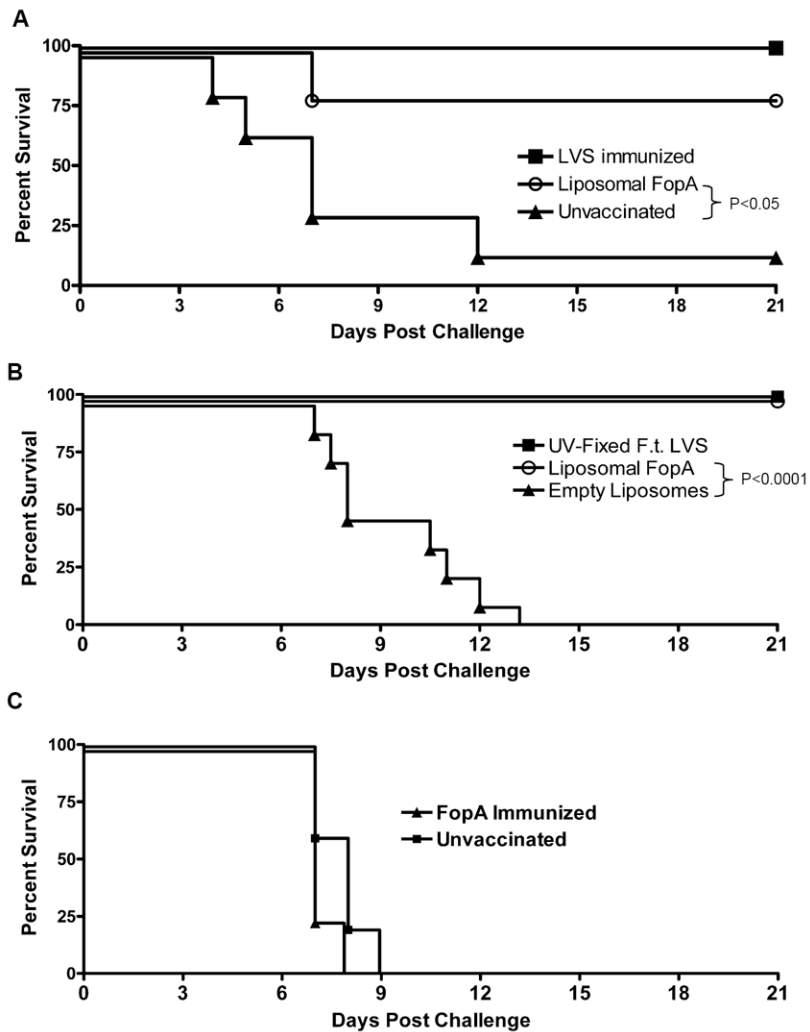 A
Percent Survival
100
75
50
25
0
LVS immunized
Liposomal FopA
Unvaccinated
P<0.05
0 3 6 9 12 15 18 21
Days Post Challenge
B
Percent Survival
100
75
50
25
0
UV-Fixed F.t. LVS
Liposomal FopA
Empty Liposomes
P<0.0001
0 3 6 9 12 15 18 21
Days Post Challenge
C
Percent Survival
100
75
50
25
0
FopA Immunized
Unvaccinated
0 3 6 9 12 15 18 21
Days Post Challenge